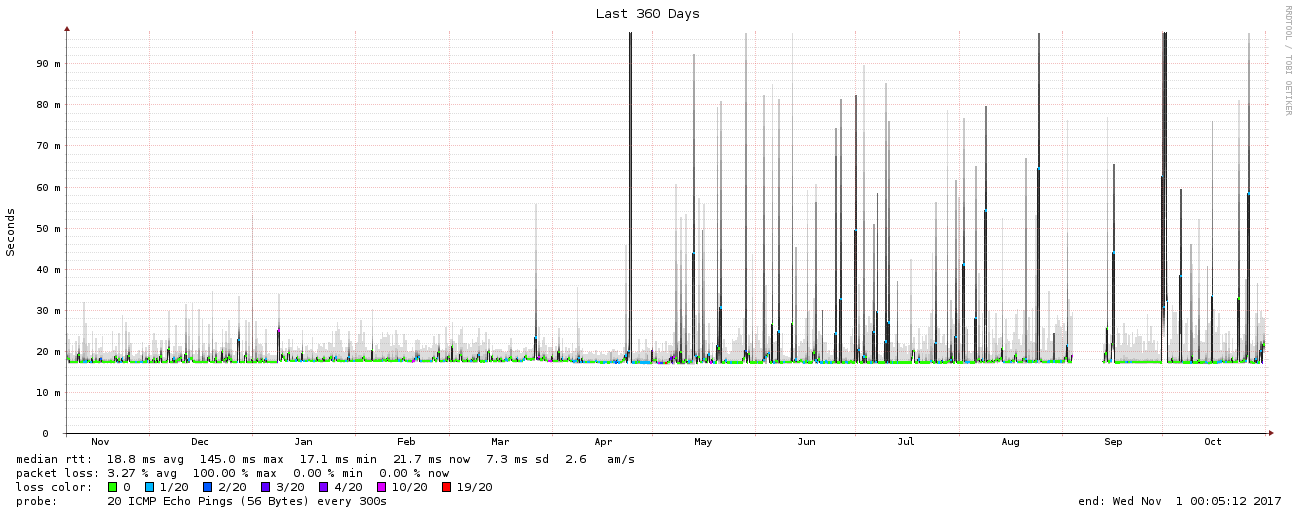 Last 360 Days
RRDTOOL / TOBI OETIKER
Seconds
90 m
80 m
70 m
60 m
50 m
40 m
30 m
20 m
10 m
0
Nov Dec Jan Feb Mar Apr May Jun Jul Aug Sep Oct
median rtt: 18.8 ms avg 145.0 ms max 17.1 ms min 21.7 ms now 7.3 ms sd 2.6 am/s
packet loss: 3.27 % avg 100.00 % max 0.00 % min 0.00 % now
loss color: 0 1/20 2/20 3/20 4/20 10/20 19/20
probe: 20 ICMP Echo Pings (56 Bytes) every 300s end: Wed Nov 1 00:05:12 2017